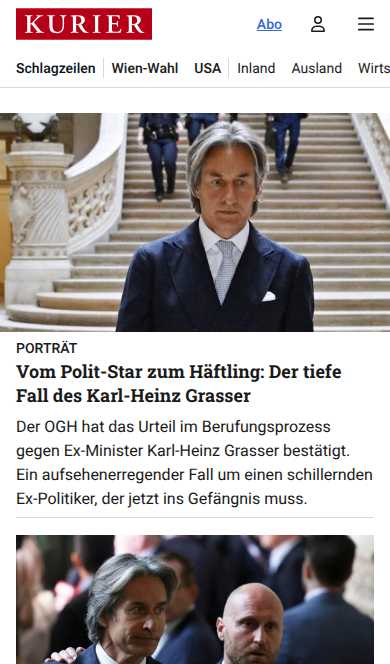 KURIER
Abo
Schlagzeilen Wien-Wahl USA Inland Ausland Wirts
PORTRÄT
Vom Polit-Star zum Häftling: Der tiefe
Fall des Karl-Heinz Grasser
Der OGH hat das Urteil im Berufungsprozess
gegen Ex-Minister Karl-Heinz Grasser bestätigt.
Ein aufsehenerregender Fall um einen schillernden
Ex-Politiker, der jetzt ins Gefängnis muss.